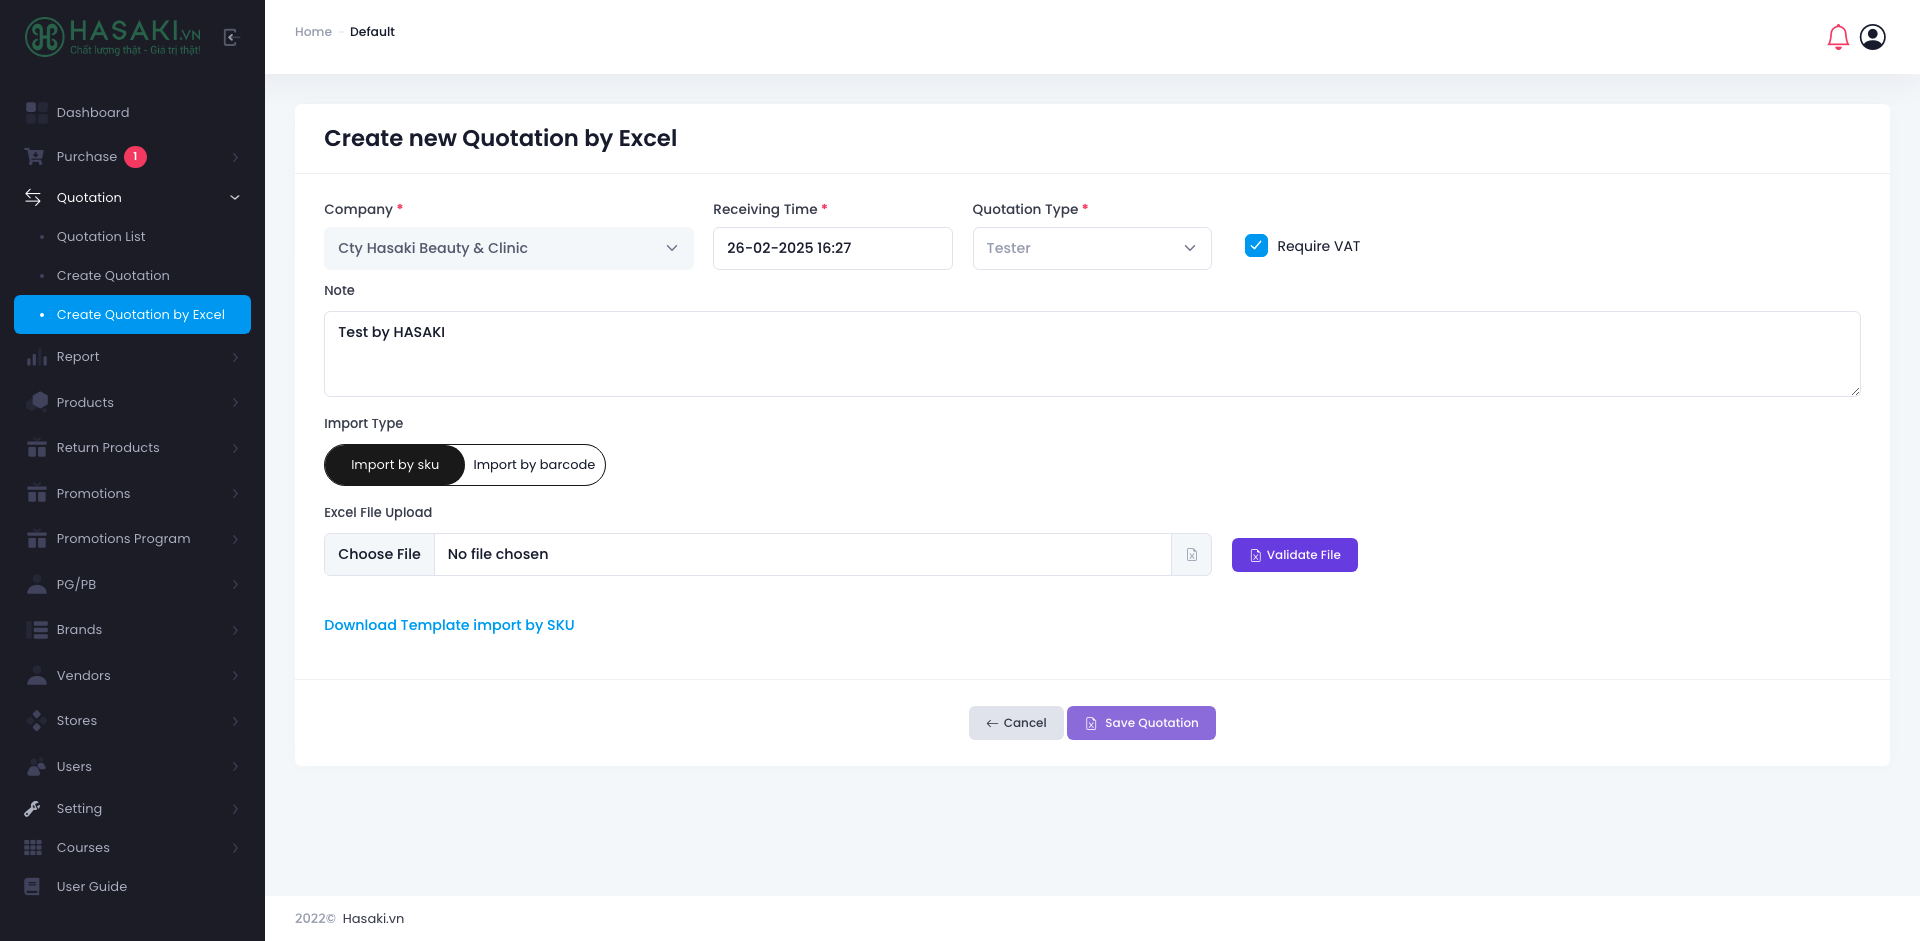 HASAKI.VN
Chất lượng thật - Giá trị thật!
Home - Default
Dashboard
Purchase 1
Quotation
Quotation List
Create Quotation
Create Quotation by Excel
Report
Products
Return Products
Promotions
Promotions Program
PG/PB
Brands
Vendors
Stores
Users
Setting
Courses
User Guide
Create new Quotation by Excel
Company *
Receiving Time *
Quotation Type *
Cty Hasaki Beauty & Clinic
26-02-2025 16:27
Tester
Require VAT
Note
Test by HASAKI
Import Type
Import by sku
Import by barcode
Excel File Upload
Choose File
No file chosen
Validate File
Download Template import by SKU
Cancel
Save Quotation
2022© Hasaki.vn